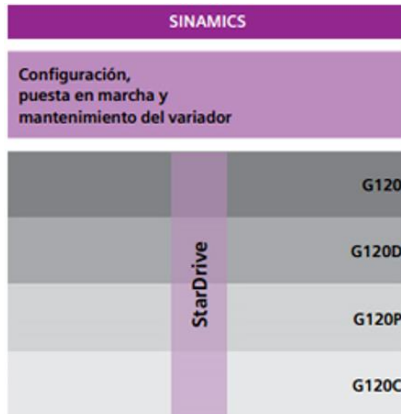 SINAMICS
Configuración,
puesta en marcha y
mantenimiento del variador
G120
StarDrive
G120D
G120P
G120C